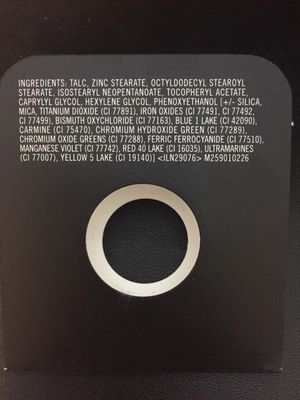 INGREDIENTS: TALC, ZINC STEARATE, OCTYLDODECYL STEAROYL
STEARATE, ISOSTEARYL NEOPENTANOATE, TOCOPHERYL ACETATE,
CAPRYLYL GLYCOL, HEXYLENE GLYCOL, PHENOXYETHANOL [+/- SILICA,
MICA, TITANIUM DIOXIDE (CI 77891), IRON OXIDES (CI 77491, CI 77492,
CI 77499), BISMUTH OXYCHLORIDE (CI 77163), BLUE 1 LAKE (CI 42090),
CARMINE (CI 75470), CHROMIUM HYDROXIDE GREEN (CI 77289),
CHROMIUM OXIDE GREENS (CI 77288), FERRIC FERROCYANIDE (CI 77510),
MANGANESE VIOLET (CI 77742), RED 40 LAKE (CI 16035), ULTRAMARINES
(CI 77007), YELLOW 5 LAKE (CI 19140)] <ILN29076> M259010226